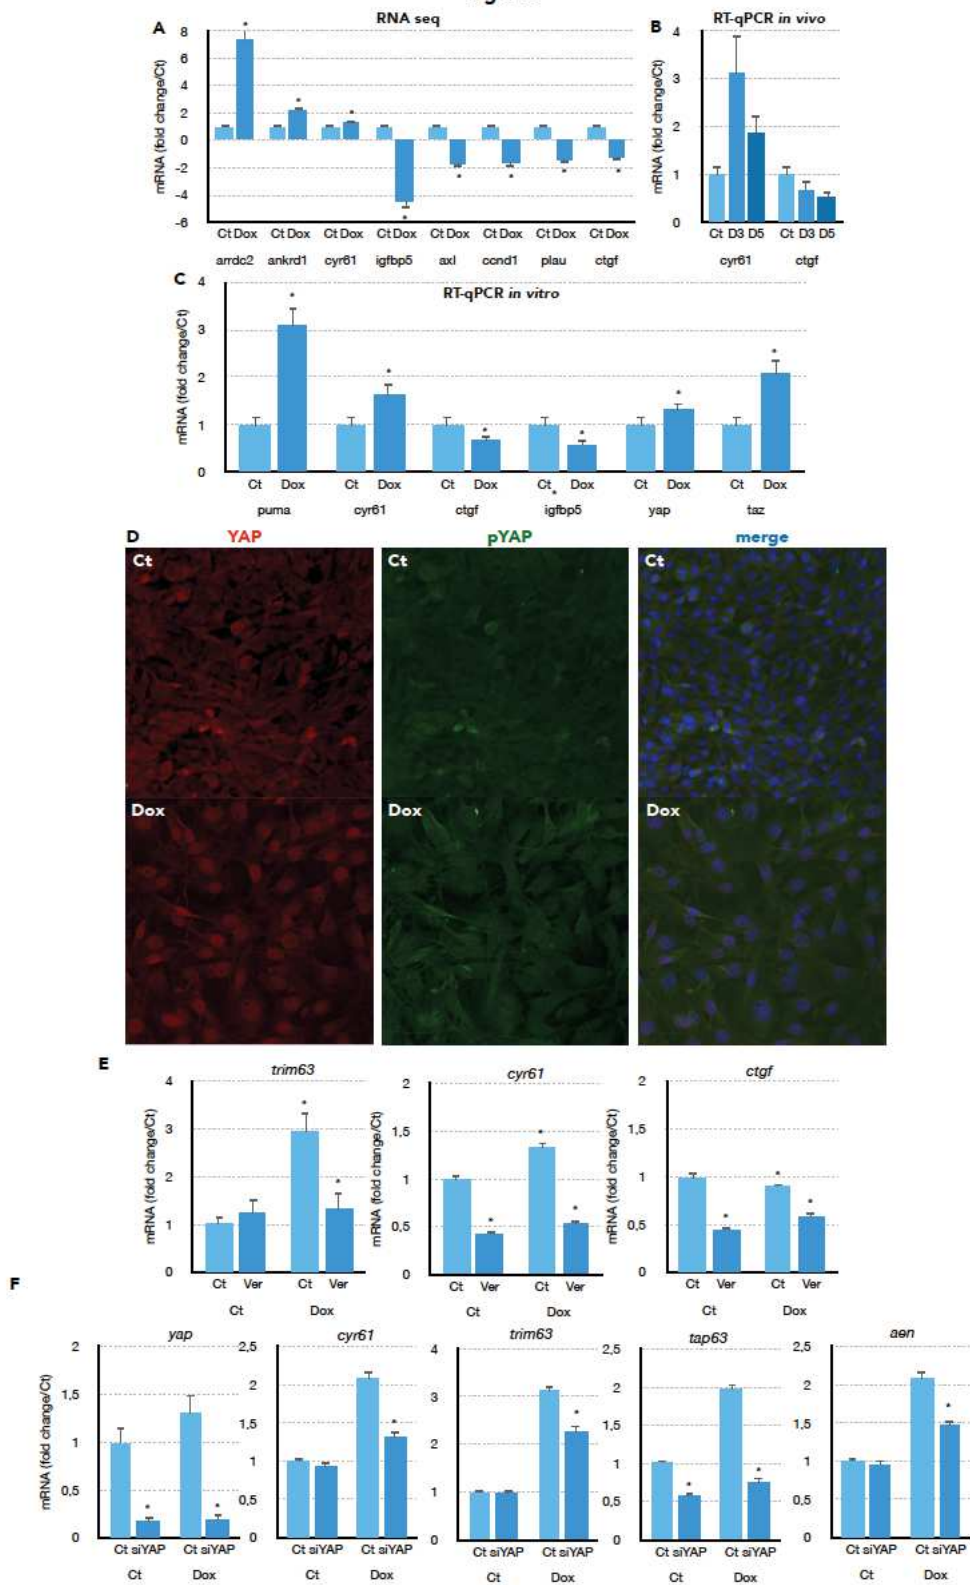 A RNA seq
mRNA (fold change/Ct)
8
6
4
2
0
-2
-4
-6
* * * * * * * *
Ct Dox Ct Dox Ct Dox Ct Dox Ct Dox Ct Dox Ct Dox Ct Dox
arrdc2 ankrd1 cyr61 igfbp5 axl ccnd1 plau ctgf
B RT-qPCR in vivo
mRNA (fold change/Ct)
4
3
2
1
0
Ct D3 D5 Ct D3 D5
cyr61 ctgf
C RT-qPCR in vitro
mRNA (fold change/Ct)
4
3
2
1
0
* * * * * *
Ct Dox Ct Dox Ct Dox Ct * Dox Ct Dox Ct Dox
puma cyr61 ctgf igfbp5 yap taz
D YAP pYAP merge
Ct Ct Ct
Dox Dox Dox
E
trim63
mRNA (fold change/Ct)
4
3
2
1
0
* *
Ct Ver Ct Ver
Ct Dox
cyr61
mRNA (fold change/Ct)
2
1,5
1
0,5
0
* * *
Ct Ver Ct Ver
Ct Dox
ctgf
mRNA (fold change/Ct)
2
1,5
1
0,5
0
* * *
Ct Ver Ct Ver
Ct Dox
F
yap
mRNA (fold change/Ct)
2
1,5
1
0,5
0
* *
Ct siYAP Ct siYAP
Ct Dox
cyr61
2,5
2
1,5
1
0,5
0
*
Ct siYAP Ct siYAP
Ct Dox
trim63
4
3
2
1
0
*
Ct siYAP Ct siYAP
Ct Dox
tap63
2,5
2
1,5
1
0,5
0
* *
Ct siYAP Ct siYAP
Ct Dox
aen
2,5
2
1,5
1
0,5
0
*
Ct siYAP Ct siYAP
Ct Dox